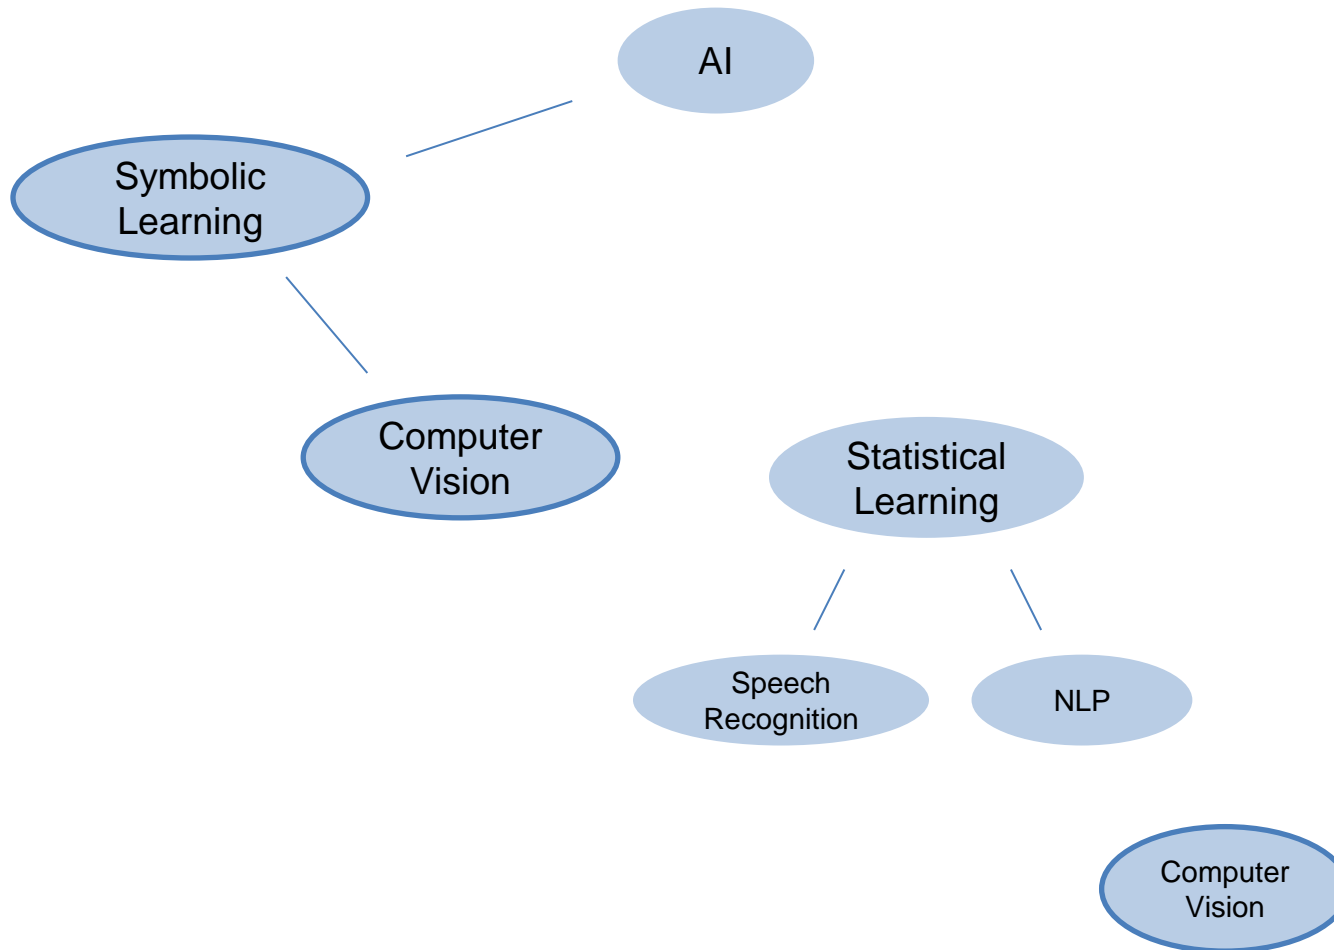 AI
Symbolic
Learning
Computer
Vision
Statistical
Learning
Speech
Recognition
NLP
Computer
Vision